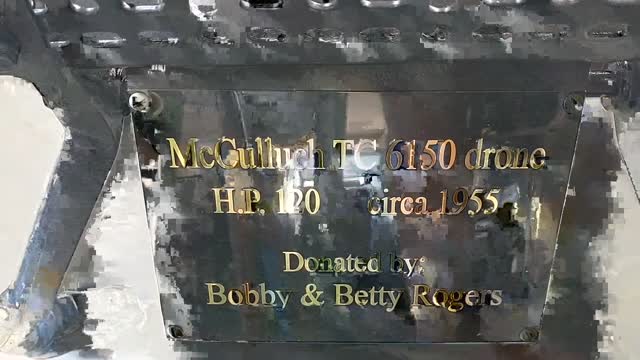 McCulluch TC 6150 drone
H.P. 120 circa 1955
Donated by:
Bobby & Betty Rogers